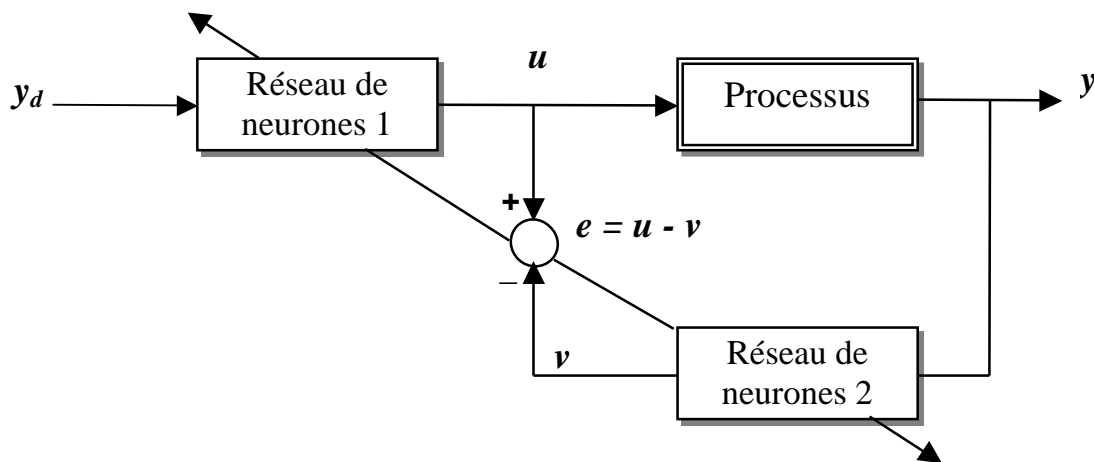 u
y_d
Réseau de
neurones 1
Processus
y
+
e = u - v
–
v
Réseau de
neurones 2